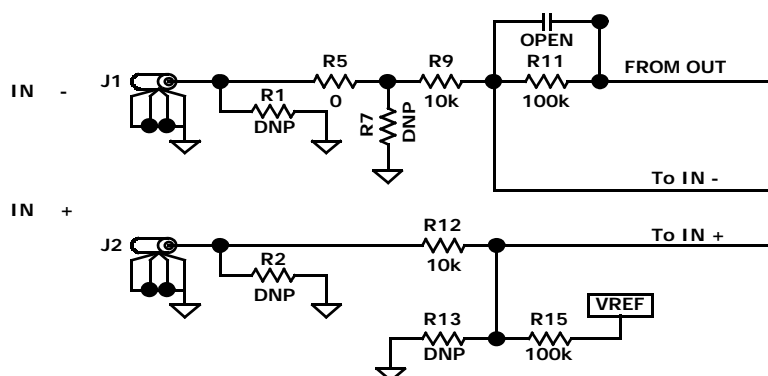 OPEN
R5
R9
R11
FROM OUT
J1
IN -
R1
0
10k
100k
DNP
R7
DNP
To IN -
IN +
R12
To IN +
J2
R2
10k
DNP
R13
R15
VREF
DNP
100k